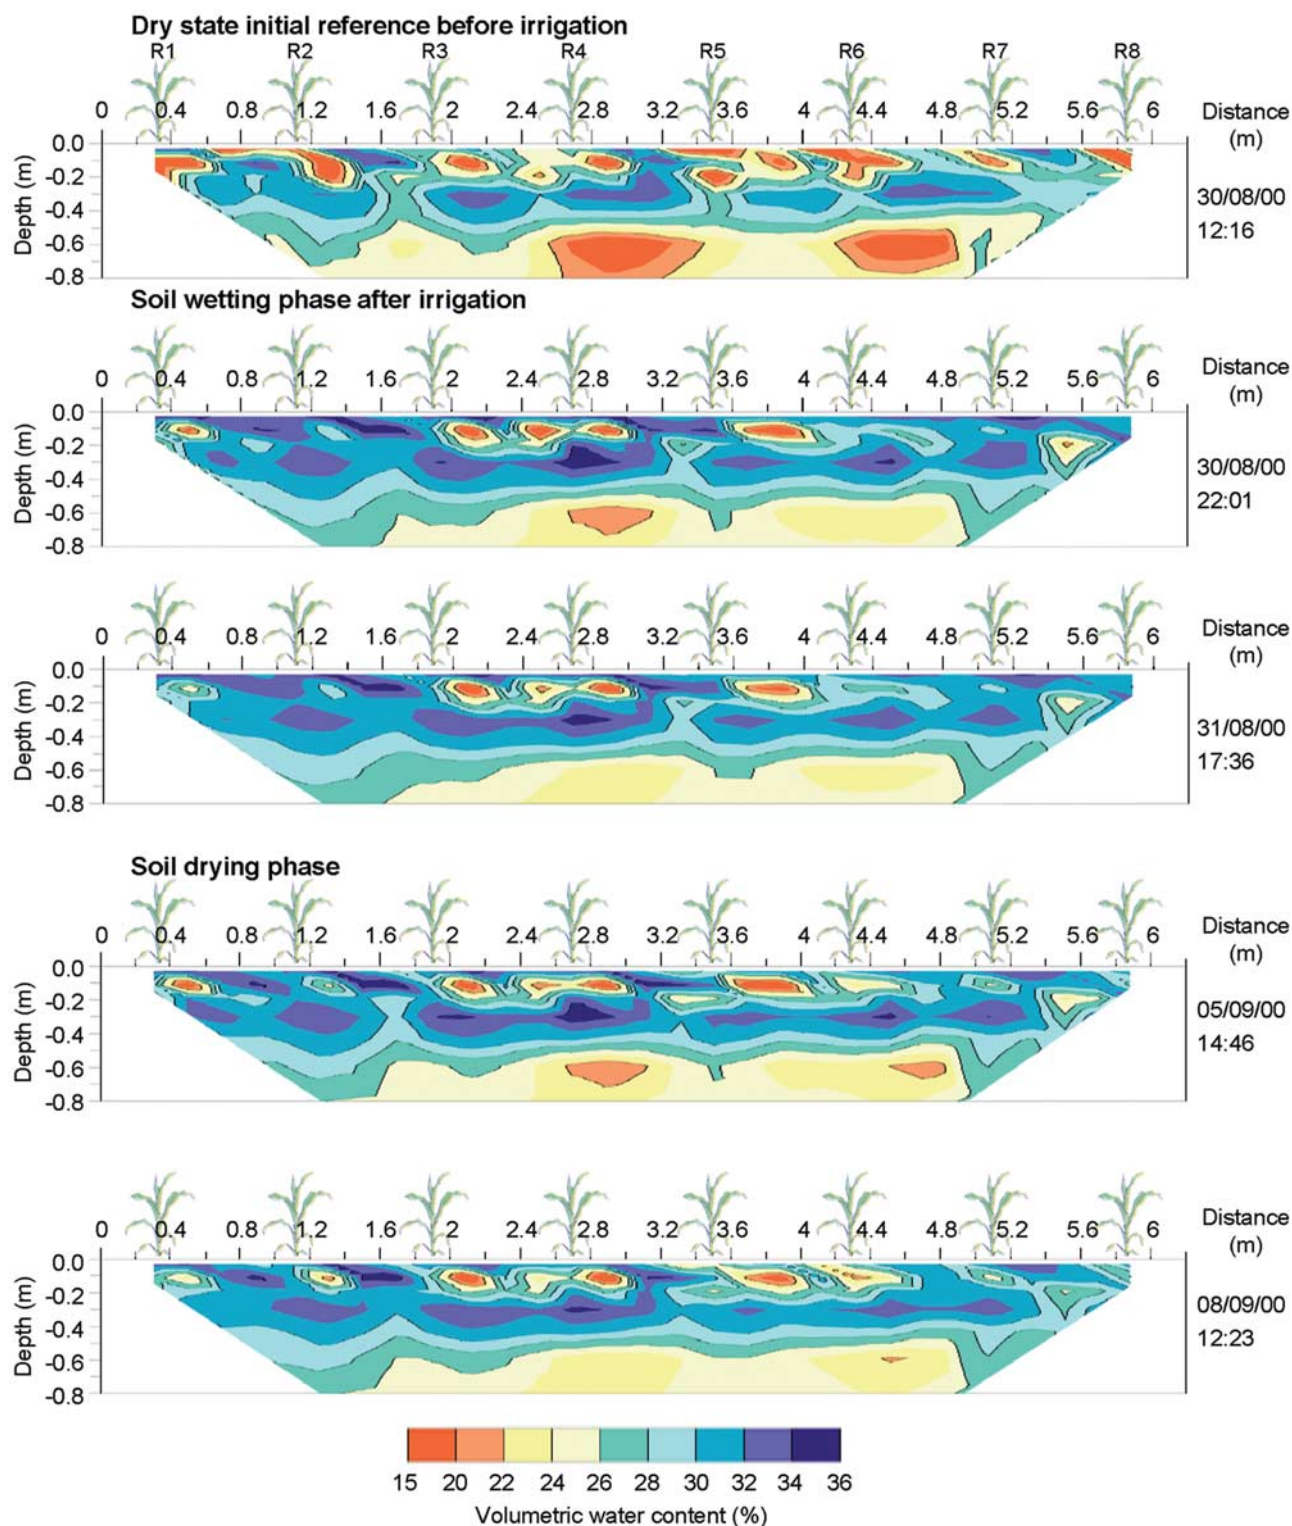 Dry state initial reference before irrigation
R1 R2 R3 R4 R5 R6 R7 R8
0 0.4 0.8 1.2 1.6 2 2.4 2.8 3.2 3.6 4 4.4 4.8 5.2 5.6 6 Distance (m)
0.0
-0.2
-0.4
-0.6
-0.8
Depth (m)
30/08/00
12:16
Soil wetting phase after irrigation
0 0.4 0.8 1.2 1.6 2 2.4 2.8 3.2 3.6 4 4.4 4.8 5.2 5.6 6 Distance (m)
0.0
-0.2
-0.4
-0.6
-0.8
Depth (m)
30/08/00
22:01
0 0.4 0.8 1.2 1.6 2 2.4 2.8 3.2 3.6 4 4.4 4.8 5.2 5.6 6 Distance (m)
0.0
-0.2
-0.4
-0.6
-0.8
Depth (m)
31/08/00
17:36
Soil drying phase
0 0.4 0.8 1.2 1.6 2 2.4 2.8 3.2 3.6 4 4.4 4.8 5.2 5.6 6 Distance (m)
0.0
-0.2
-0.4
-0.6
-0.8
Depth (m)
05/09/00
14:46
0 0.4 0.8 1.2 1.6 2 2.4 2.8 3.2 3.6 4 4.4 4.8 5.2 5.6 6 Distance (m)
0.0
-0.2
-0.4
-0.6
-0.8
Depth (m)
08/09/00
12:23
15 20 22 24 26 28 30 32 34 36
Volumetric water content (%)